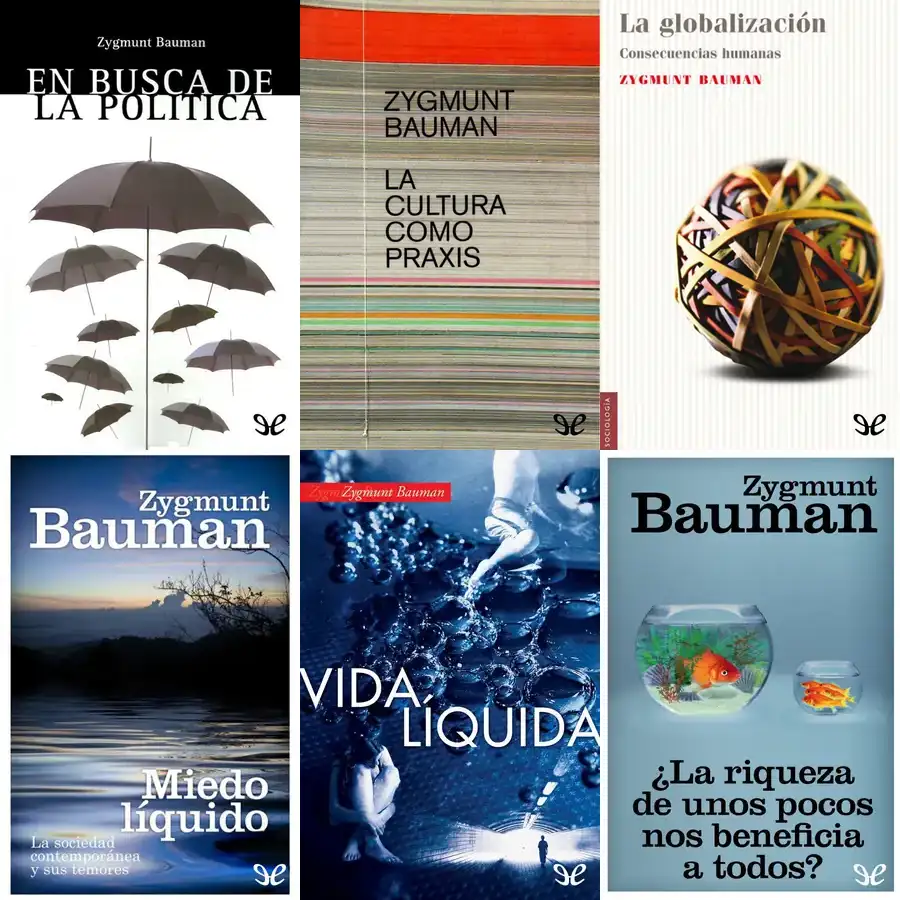 Zygmunt Bauman
EN BUSCA DE
LA POLÍTICA
ZYGMUNT
BAUMAN
LA
CULTURA
COMO
PRAXIS
La globalización
Consecuencias humanas
ZYGMUNT BAUMAN
SOCIOLOGÍA
Zygmunt
Bauman
Miedo
líquido
La sociedad
contemporánea
y sus temores
Zygmunt Bauman
VIDA
LÍQUIDA
Zygmunt
Bauman
¿La riqueza
de unos pocos
nos beneficia
a todos?